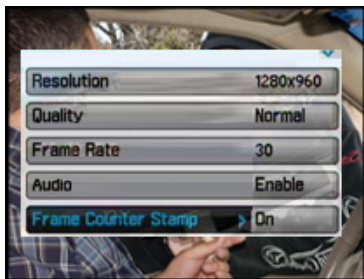 Resolution 1280x960
Quality Normal
Frame Rate 30
Audio Enable
Frame Counter Stamp > On